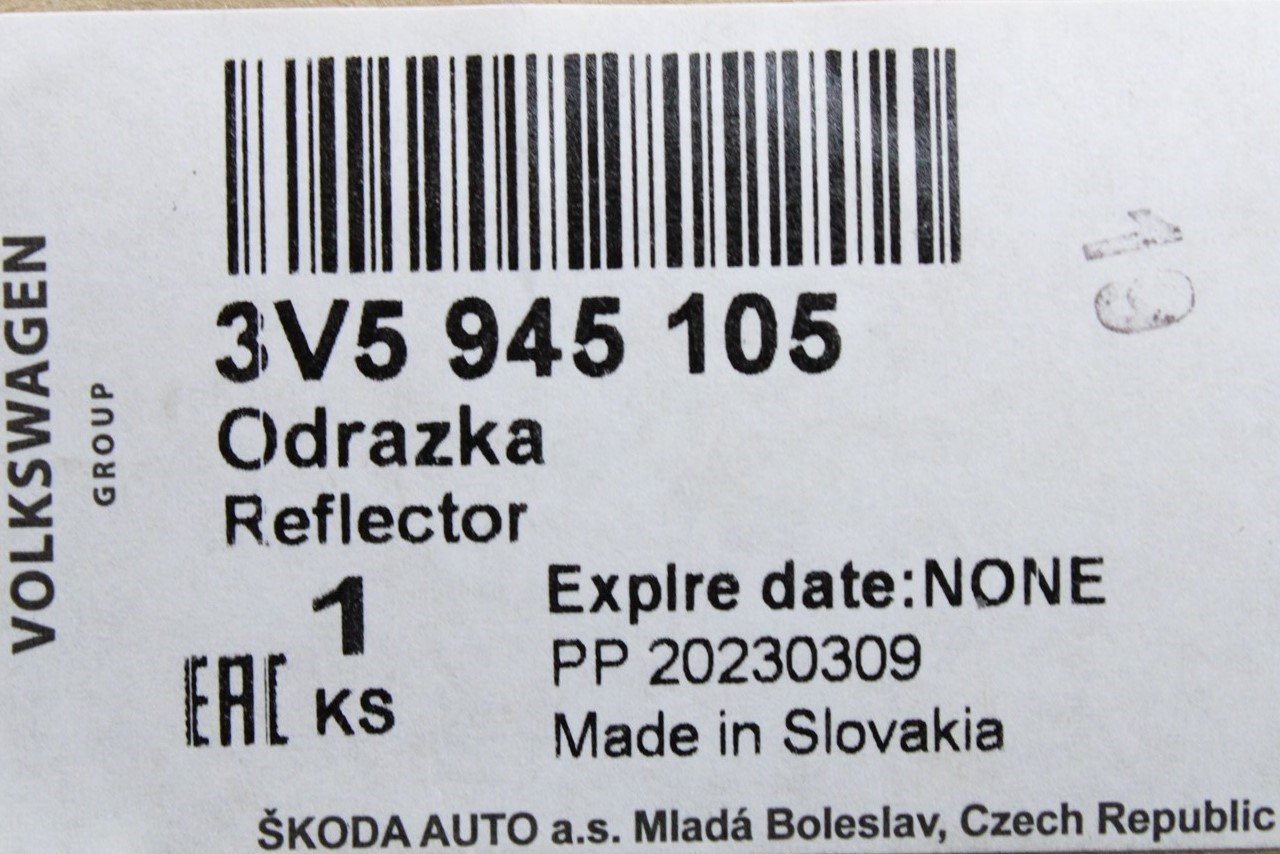 VOLKSWAGEN
GROUP
3V5 945 105
Odrazka
Reflector
1
KS
EAC
Expire date:NONE
PP 20230309
Made in Slovakia
ŠKODA AUTO a.s. Mladá Boleslav, Czech Republic